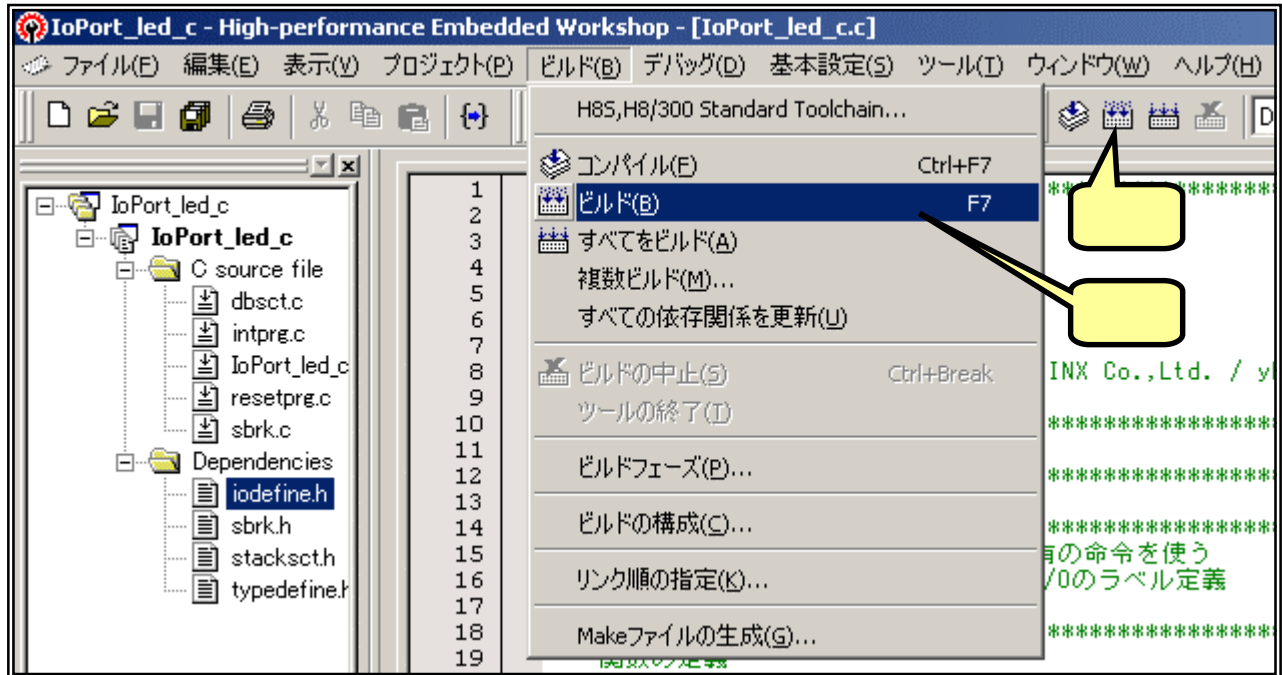 IoPort_led_c - High-performance Embedded Workshop - [IoPort_led_c.c]
ファイル(F) 編集(E) 表示(V) プロジェクト(P) ビルド(B) デバッグ(D) 基本設定(S) ツール(T) ウィンドウ(W) ヘルプ(H)
D
H8S,H8/300 Standard Toolchain...
コンパイル(F) Ctrl+F7
ビルド(B) F7
すべてをビルド(A)
複数ビルド(M)...
すべての依存関係を更新(U)
ビルドの中止(S) Ctrl+Break
ツールの終了(T)
ビルドフェーズ(P)...
ビルドの構成(C)...
リンク順の指定(K)...
Makeファイルの生成(G)...
IoPort_led_c
IoPort_led_c
C source file
dbsct.c
intprg.c
IoPort_led_c
resetprg.c
sbrk.c
Dependencies
iodefine.h
sbrk.h
stacksct.h
typedefine.h
1
2
3
4
5
6
7
8
9
10
11
12
13
14
15
16
17
18
19
*****************
INX Co.,Ltd. / y
*****************
*****************
*****************
の命令を使う
/Oのラベル定義
*****************
関数の定義